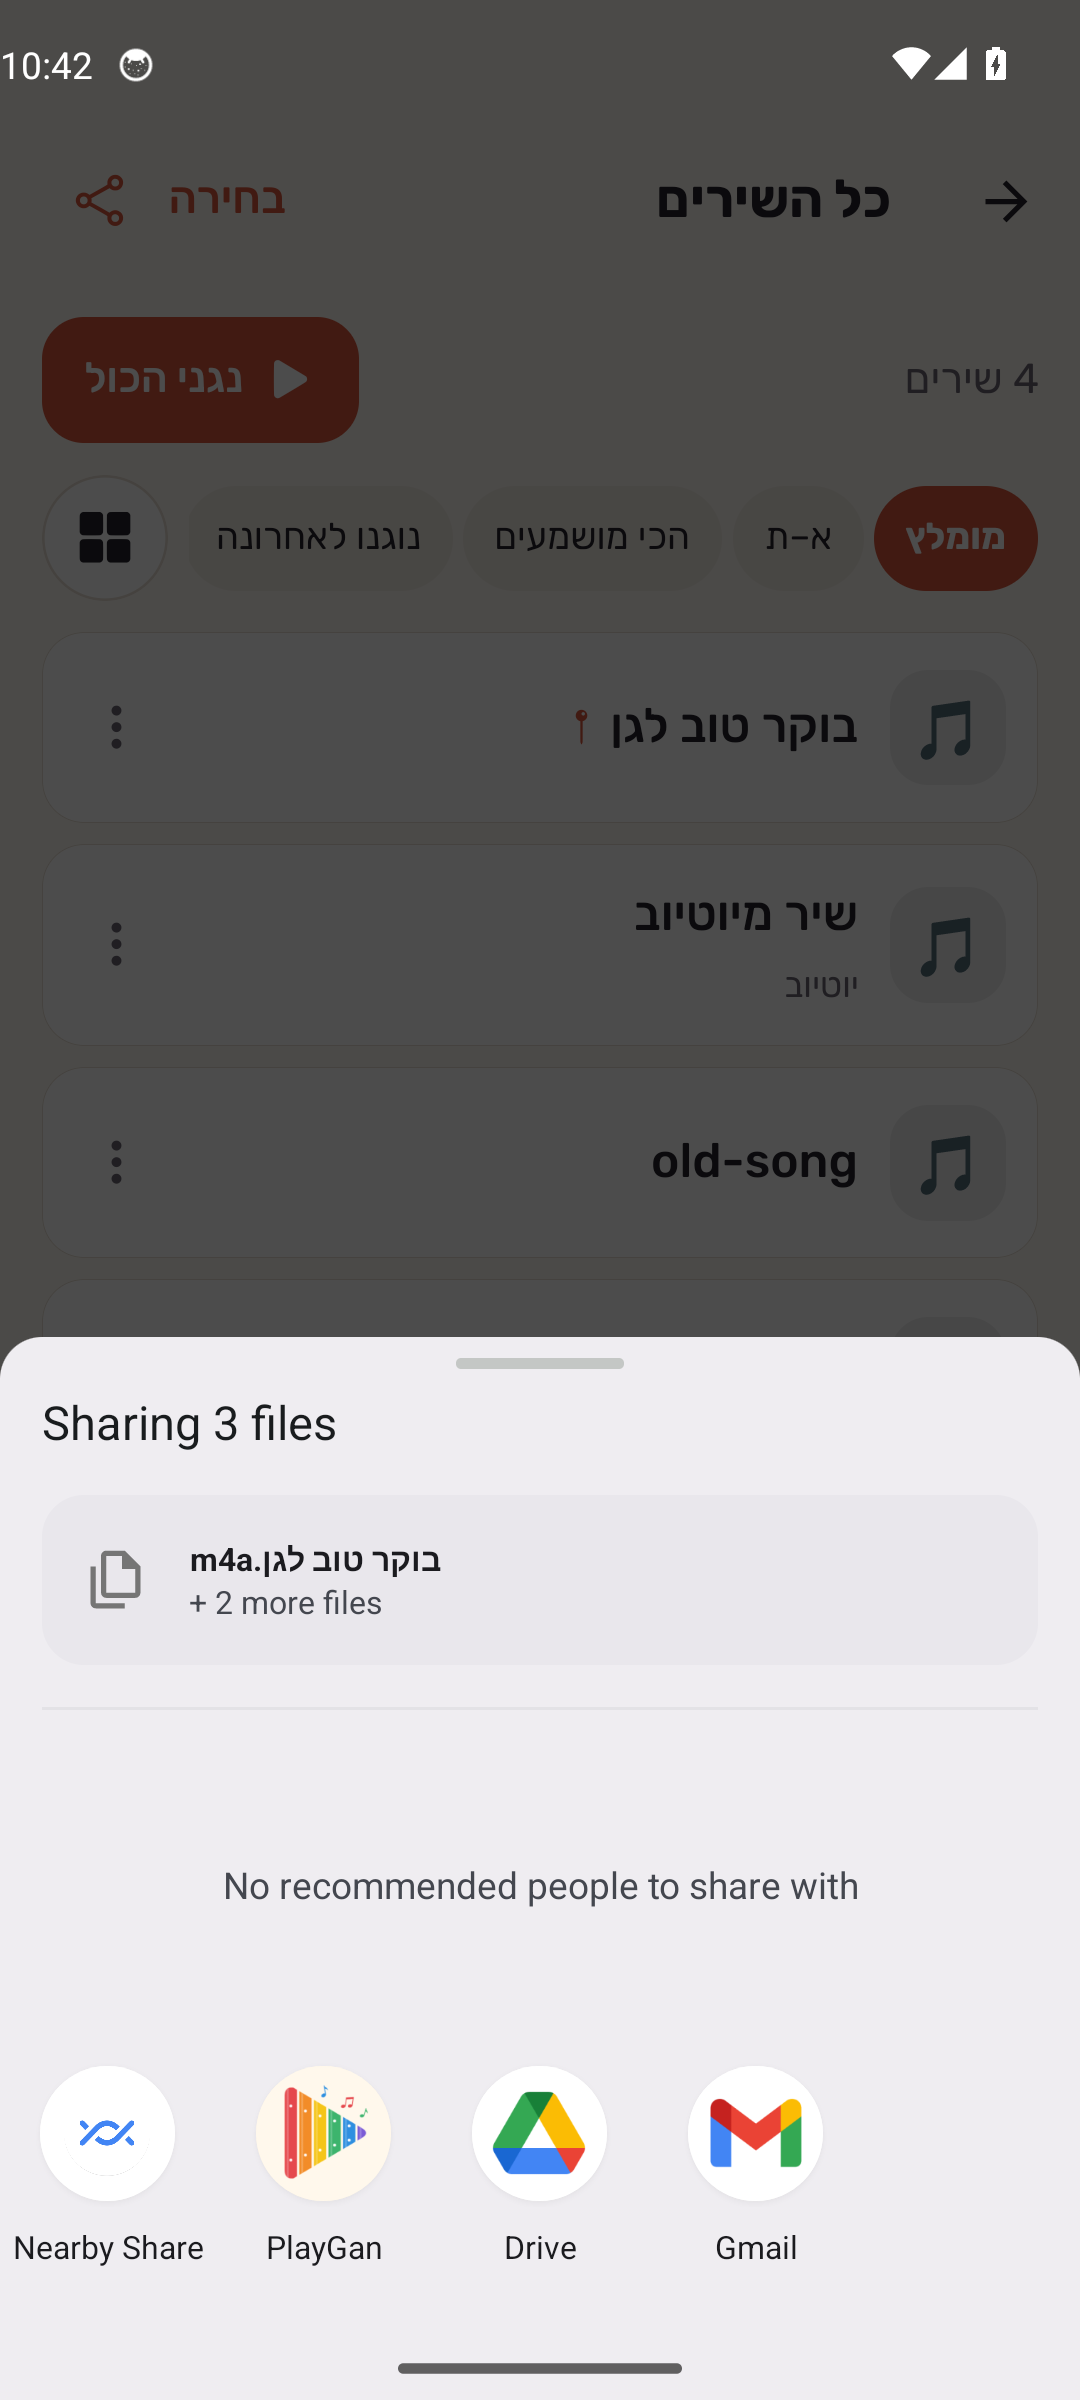 10:42
כל השירים
בחירה
4 שירים
נגני הכול
מומלץ
א-ת
הכי מושמעים
נוגנו לאחרונה
בוקר טוב לגן
שיר מיוטיוב
יוטיוב
old-song
Sharing 3 files
בוקר טוב לגן.m4a
+ 2 more files
No recommended people to share with
Nearby Share
PlayGan
Drive
Gmail